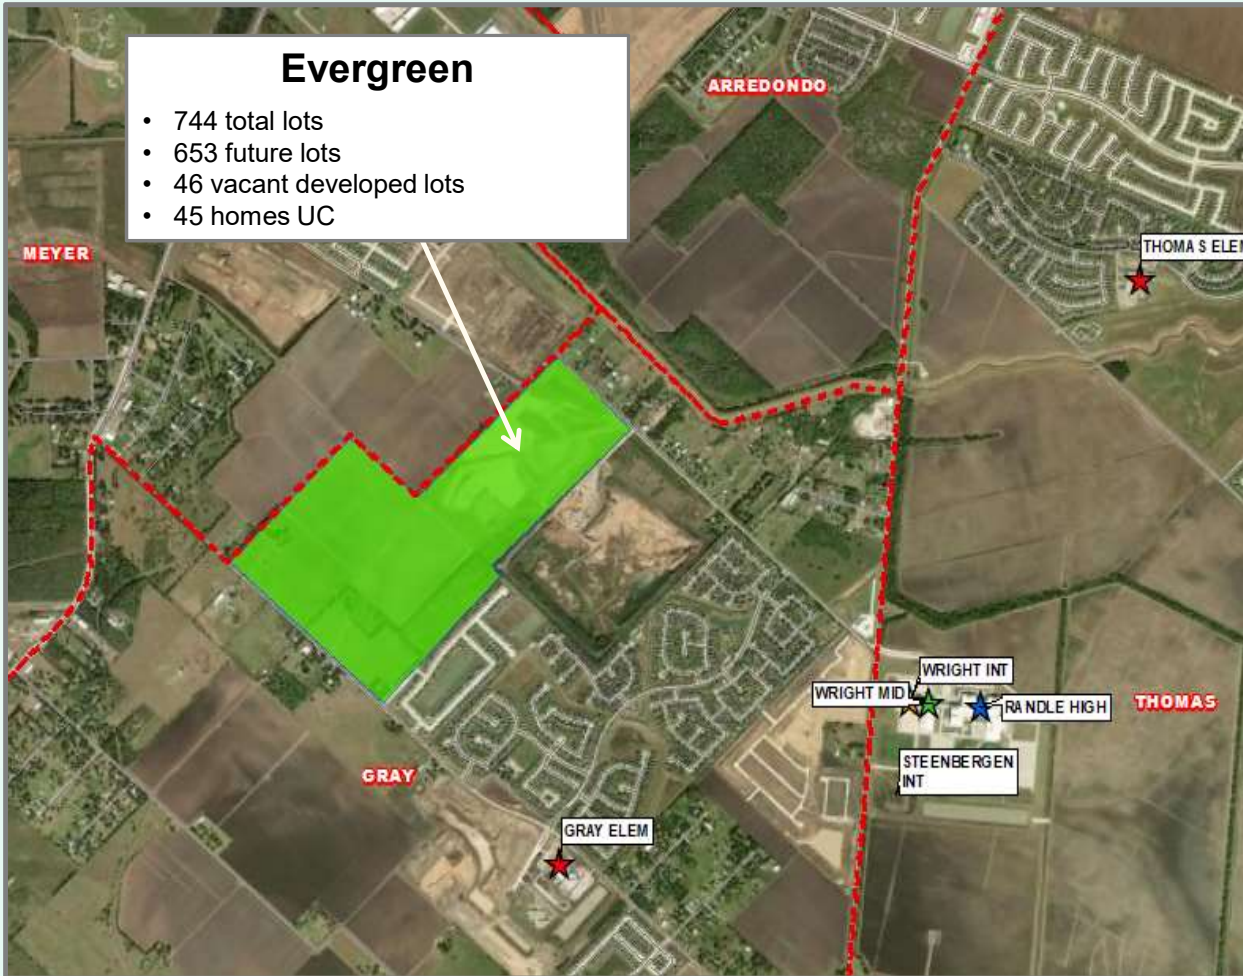 Evergreen
• 744 total lots
• 653 future lots
• 46 vacant developed lots
• 45 homes UC
ARREDONDO
MEYER
THOMAS ELEM
WRIGHT INT
WRIGHT MID
RANDLE HIGH
THOMAS
STEENBERGEN
INT
GRAY
GRAY ELEM